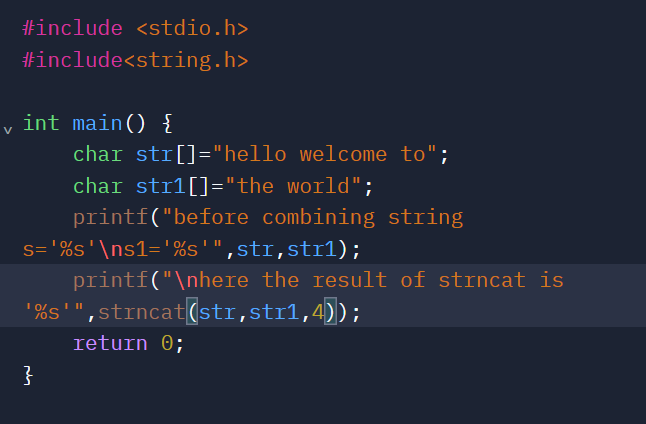 #include <stdio.h>
#include<string.h>
int main() {
    char str[]="hello welcome to";
    char str1[]="the world";
    printf("before combining string
s='%s'\ns1='%s'",str,str1);
    printf("\nhere the result of strncat is
'%s'",strncat(str,str1,4));
    return 0;
}